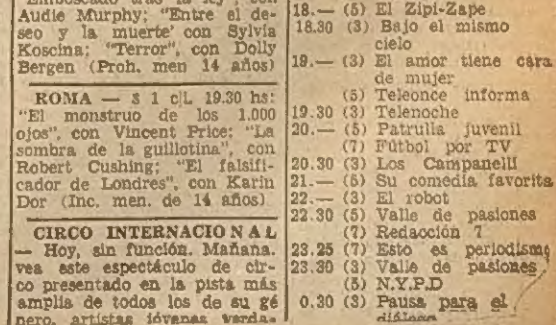 Emboscado tras la ley", con
Audie Murphy; "Entre el de-
seo y la muerte' con Sylvia
Koscina; "Terror", con Dolly
Bergen (Proh. men 14 años)
ROMA — $ 1 c|L 19.30 hs:
"El monstruo de los 1.000
ojos", con Vincent Price; "La
sombra de la guillotina", con
Robert Cushing; "El falsifi-
cador de Londres", con Karin
Dor (Inc. men. de 14 años)
CIRCO INTERNACIONAL
— Hoy, sin función. Mañana.
vea este espectáculo de cir-
co presentado en la pista más
amplia de todos los de su gé
nero, artistas jóvenes verda-
18.— (5) El Zipi-Zape
18.30 (3) Bajo el mismo
cielo
19.— (3) El amor tiene cara
de mujer
(5) Teleonce informa
19.30 (3) Telenoche
20.— (5) Patrulla juvenil
(7) Fútbol por TV
20.30 (3) Los Campanelli
21.— (5) Su comedia favorita
22.— (3) El robot
22.30 (5) Valle de pasiones
(7) Redacción 7
23.25 (7) Esto es periodismo
23.30 (3) Valle de pasiones
(5) N.Y.P.D
0.30 (3) Pausa para el
diálogo